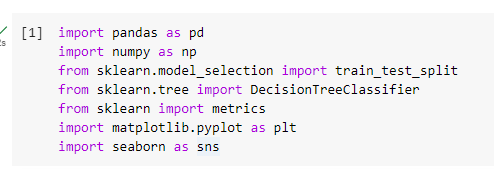 [1] import pandas as pd
import numpy as np
from sklearn.model_selection import train_test_split
from sklearn.tree import DecisionTreeClassifier
from sklearn import metrics
import matplotlib.pyplot as plt
import seaborn as sns